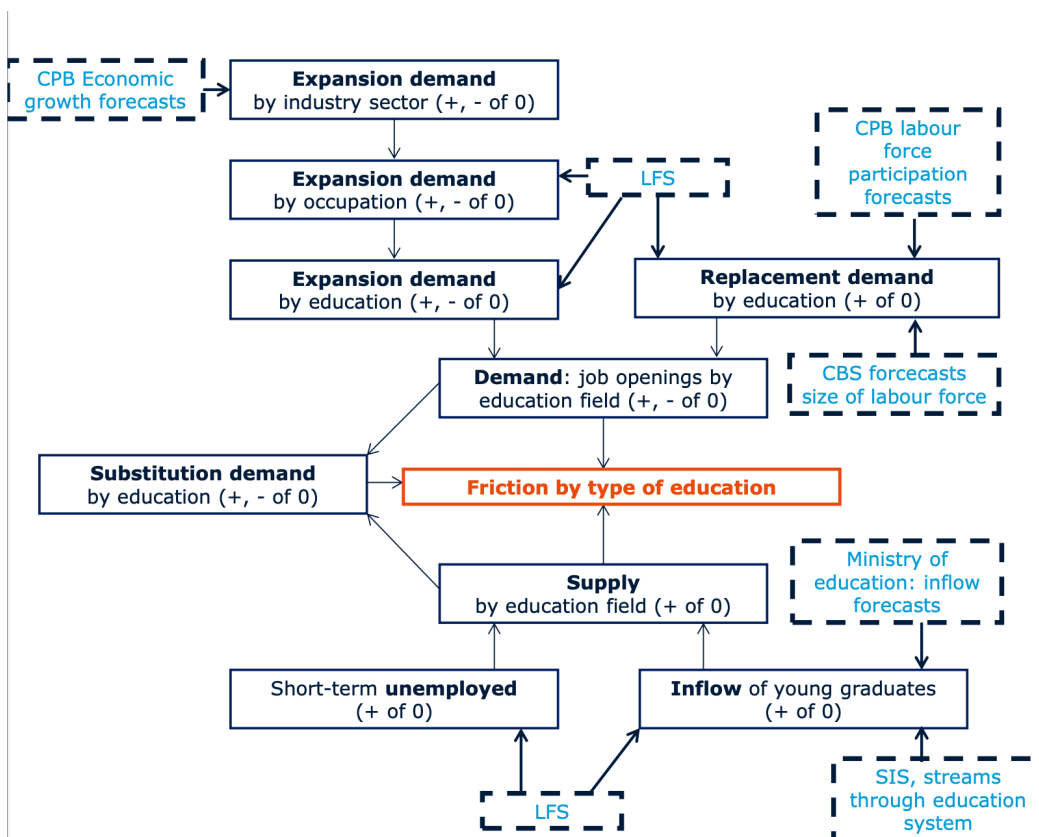 CPB Economic
growth forecasts
Expansion demand
by industry sector (+, - of 0)
CPB labour
force
participation
forecasts
Expansion demand
by occupation (+, - of 0)
LFS
Expansion demand
by education (+, - of 0)
Replacement demand
by education (+ of 0)
Demand: job openings by
education field (+, - of 0)
CBS forcecasts
size of labour force
Substitution demand
by education (+, - of 0)
Friction by type of education
Supply
by education field (+ of 0)
Ministry of
education: inflow
forecasts
Short-term unemployed
(+ of 0)
Inflow of young graduates
(+ of 0)
LFS
SIS, streams
through education
system